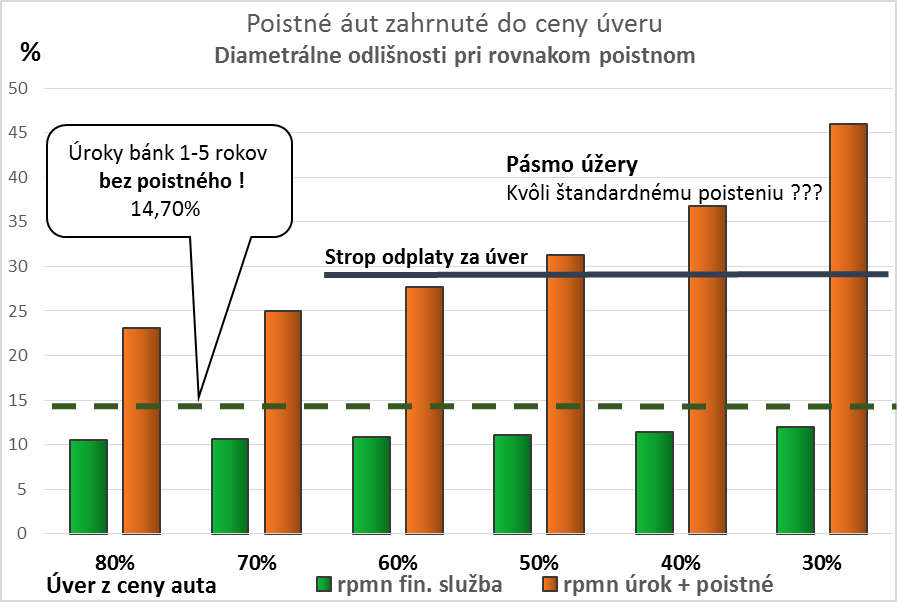 Poistné áut zahrnuté do ceny úveru
Diametrálne odlišnosti pri rovnakom poistnom
%
50
45
40
35
30
25
20
15
10
5
0
Úroky bánk 1-5 rokov
bez poistného !
14,70%
Pásmo úžery
Kvôli štandardnému poisteniu ???
Strop odplaty za úver
80% 70% 60% 50% 40% 30%
Úver z ceny auta
rpmn fin. služba rpmn úrok + poistné